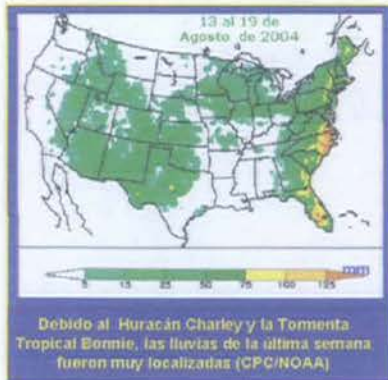 13 al 19 de
Agosto de 2004
mm
5 15 50 75 100 125
Debido al Huracán Charley y la Tormenta
Tropical Bonnie, las lluvias de la última semana
fueron muy localizadas (CPC/NOAA)